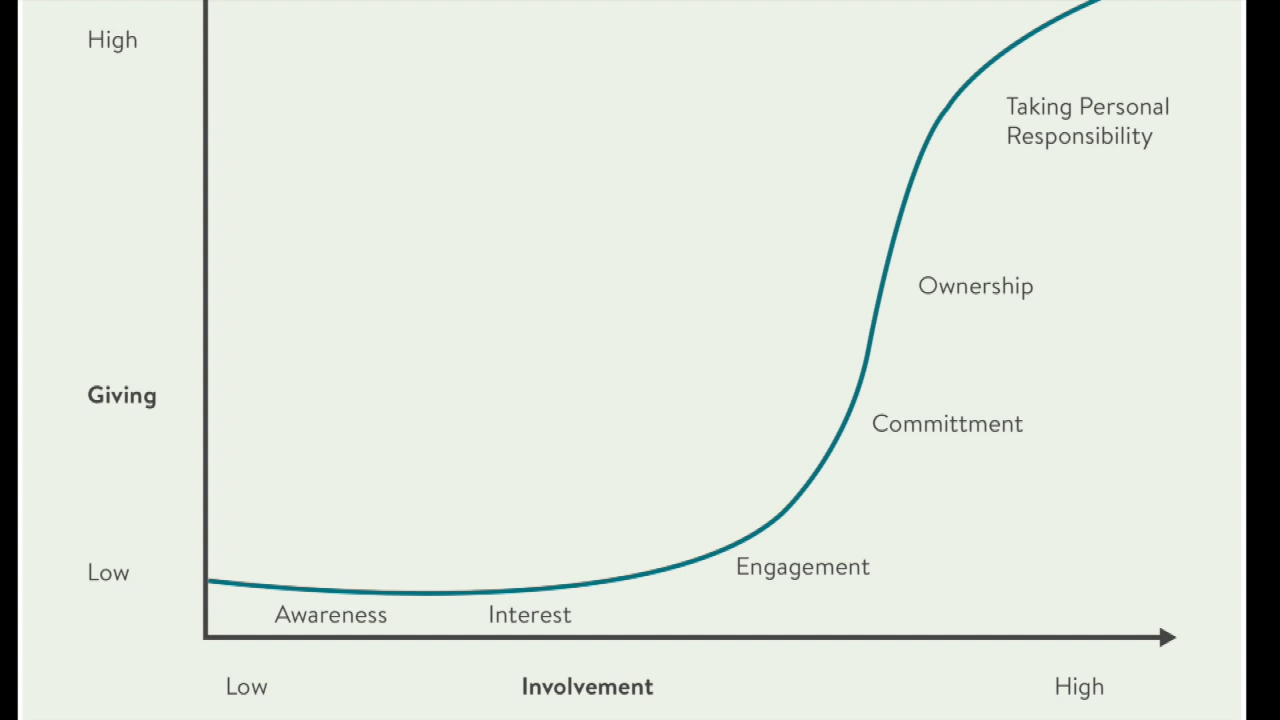 High
Taking Personal
Responsibility
Ownership
Giving
Committment
Engagement
Low
Awareness Interest
Low Involvement High